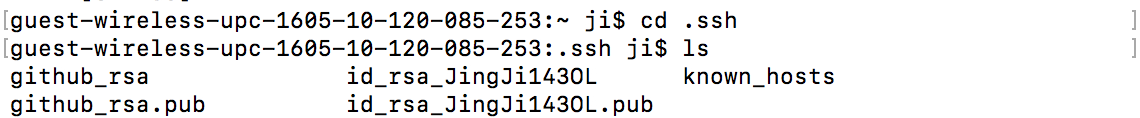 [guest-wireless-upc-1605-10-120-085-253:~ ji$ cd .ssh ]
[guest-wireless-upc-1605-10-120-085-253:.ssh ji$ ls ]
github_rsa id_rsa_JingJi143OL known_hosts
github_rsa.pub id_rsa_JingJi143OL.pub